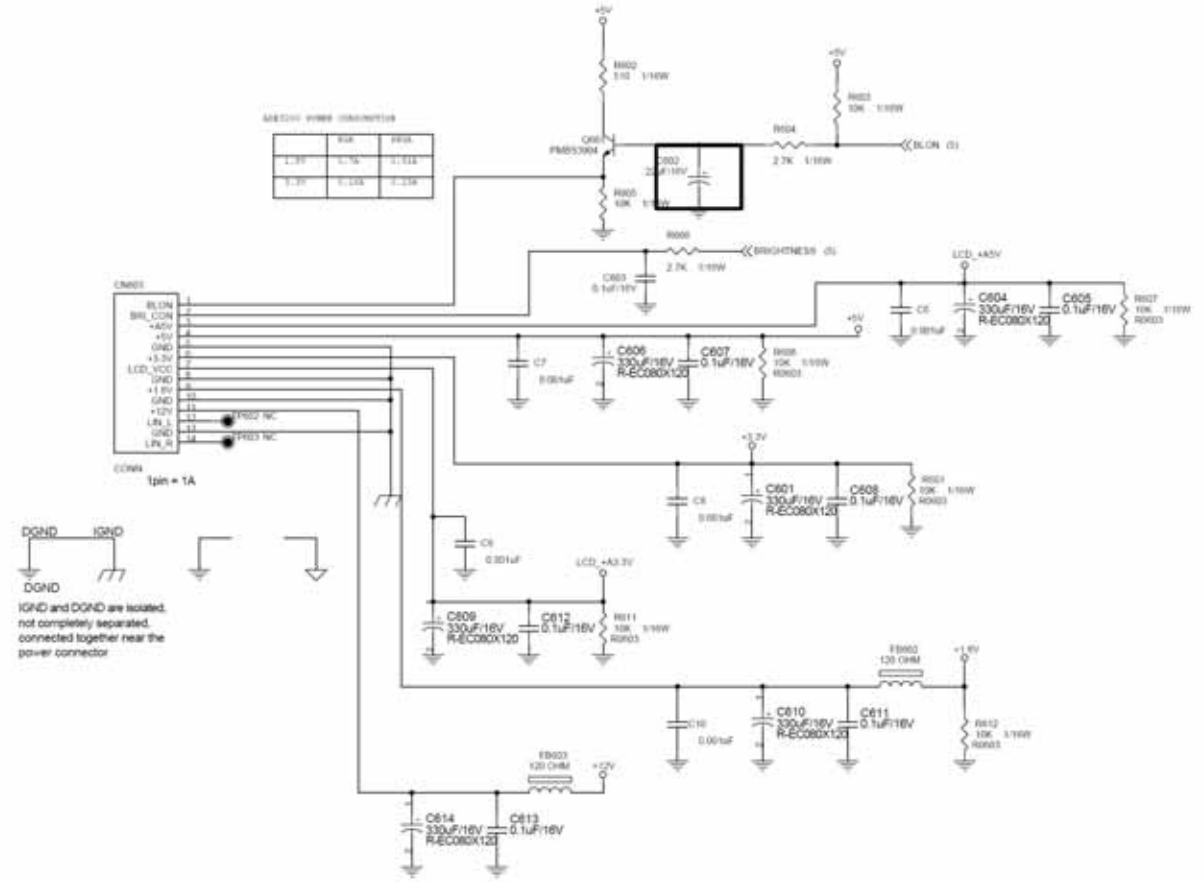 +5V
R602
510 1/16W
+5V
R603
10K 1/16W
R604
2.7K 1/16W
BLON (5)
PMBS3904
C602
22uF/16V
R605
10K
R606
2.7K 1/16W
BRIGHTNESS (5)
C603
0.1uF/16V
LCD_+A5V
C6
0.001uF
C604
330uF/16V
R-EC080X120
C605
0.1uF/16V
R607
10K 1/16W
R0603
+5V
C7
0.001uF
C606
330uF/16V
R-EC080X120
C607
0.1uF/16V
R608
10K 1/16W
R0603
CN601
BLON 1
BRI_CON 2
+A5V 3
+5V 4
GND 5
+3.3V 6
LCD_VCC 7
GND 8
+1.8V 9
GND 10
+12V 11
LIN_L 12
GND 13
LIN_R 14
TP602 N/C
TP603 N/C
CONN
1pin = 1A
+3.3V
C8
0.001uF
C601
330uF/16V
R-EC080X120
C608
0.1uF/16V
10K 1/16W
R0603
DGND IGND
DGND
IGND and DGND are isolated,
not completely separated,
connected together near the
power connector
C9
0.001uF
LCD_+A3.3V
C609
330uF/16V
R-EC080X120
C612
0.1uF/16V
R611
10K 1/16W
R0603
FB602
120 OHM
+1.8V
C10
0.001uF
C610
330uF/16V
R-EC080X120
C611
0.1uF/16V
R612
10K 1/16W
R0603
FB603
120 OHM
+12V
C614
330uF/16V
R-EC080X120
C613
0.1uF/16V